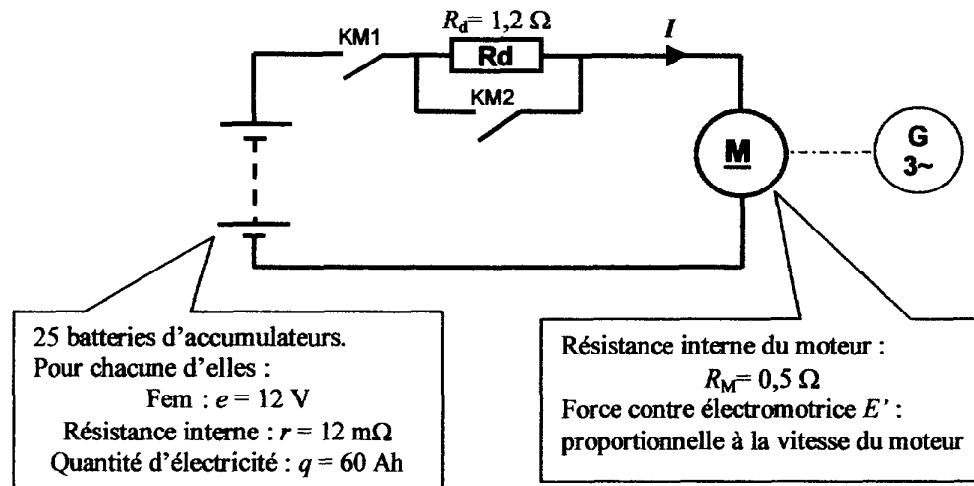 R_d= 1,2 Ω
KM1
Rd
I
KM2
M
G
3~
25 batteries d'accumulateurs.
Pour chacune d'elles :
Fem : e = 12 V
Résistance interne : r = 12 mΩ
Quantité d'électricité : q = 60 Ah
Résistance interne du moteur :
R_M= 0,5 Ω
Force contre électromotrice E' :
proportionnelle à la vitesse du moteur